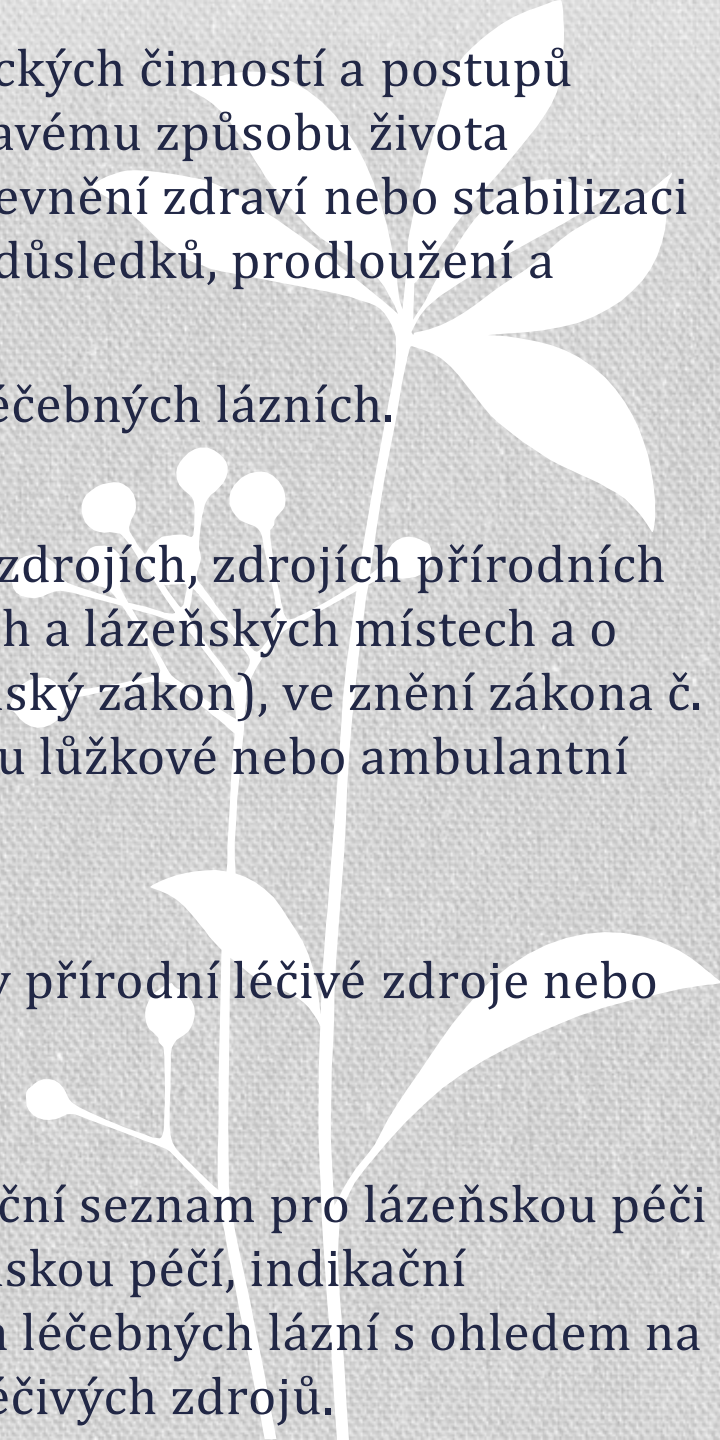 ckých činností a postupů
avému způsobu života
evnění zdraví nebo stabilizaci
důsledků, prodloužení a
éčebných lázních.
zdrojích, zdrojích přírodních
h a lázeňských místech a o
ský zákon), ve znění zákona č.
u lůžkové nebo ambulantní
přírodní léčivé zdroje nebo
ční seznam pro lázeňskou péči
skou péčí, indikační
léčebných lázní s ohledem na
éčivých zdrojů.